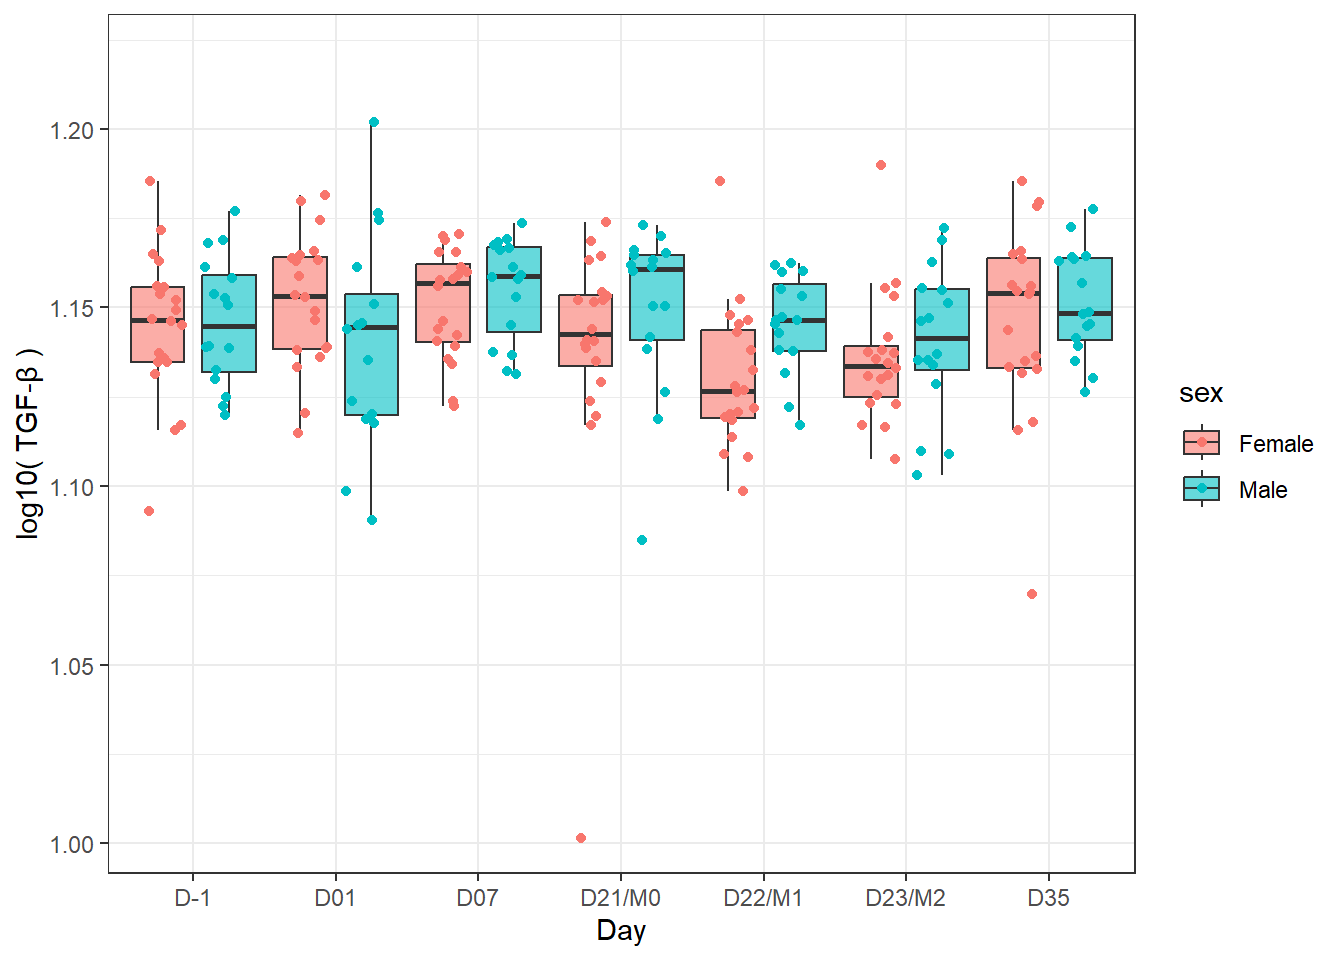 log10( TGF-β )
1.20
1.15
1.10
1.05
1.00
D-1 D01 D07 D21/M0 D22/M1 D23/M2 D35
Day
sex
Female
Male